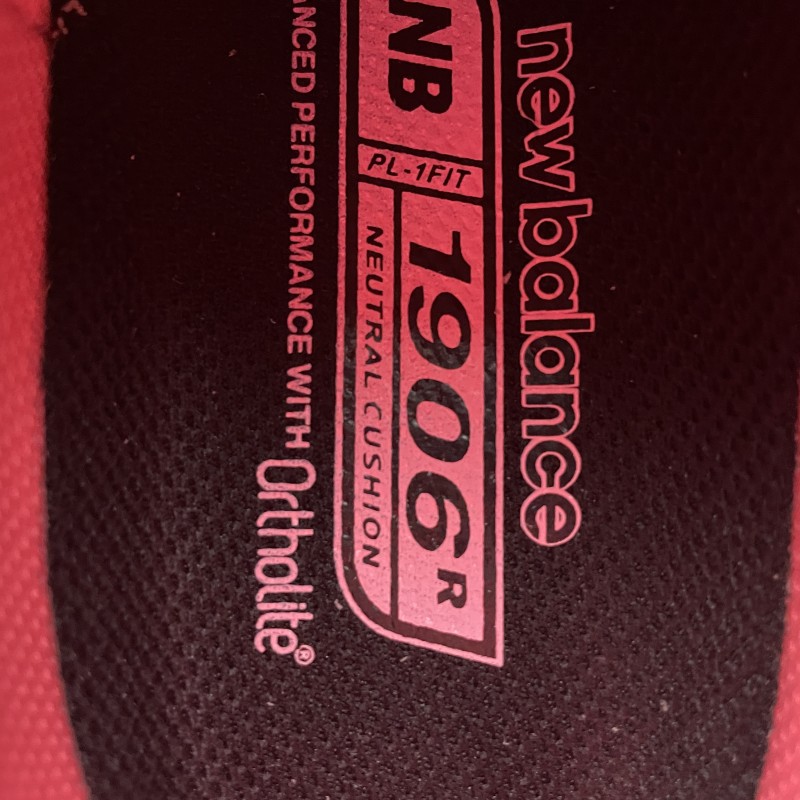 new balance
NB
PL-1FIT
1906R
NEUTRAL CUSHION
ANCED PERFORMANCE WITH Ortholite®